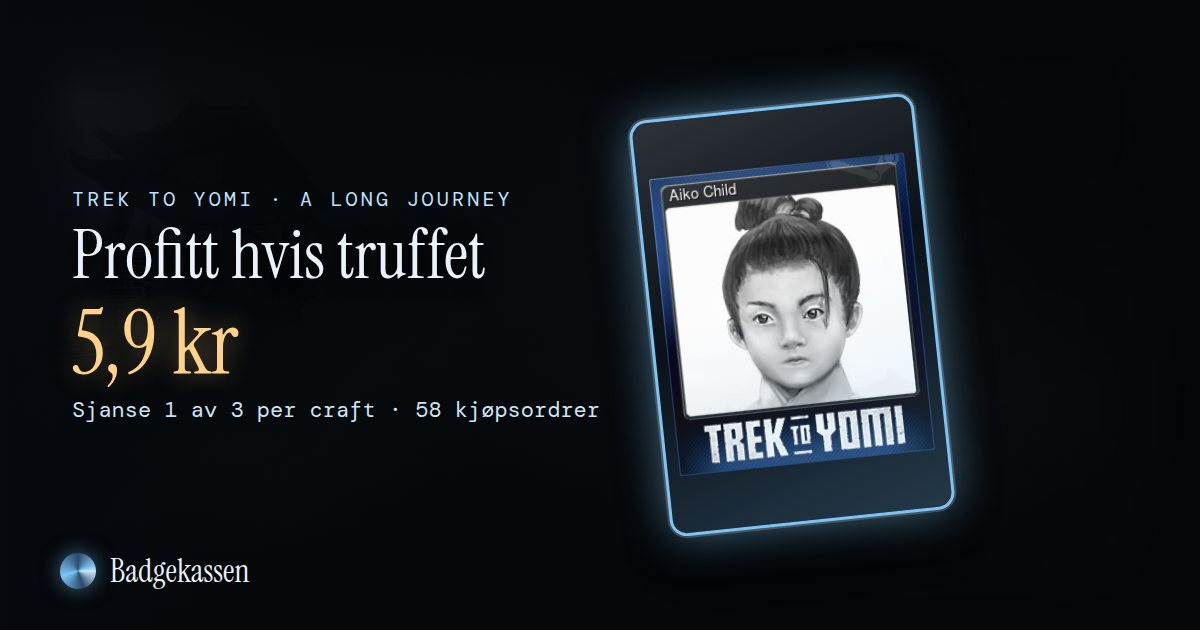 TREK TO YOMI · A LONG JOURNEY
Profitt hvis truffet
5,9 kr
Sjanse 1 av 3 per craft · 58 kjøpsordrer
Badgekassen
Aiko Child
TREK TO YOMI